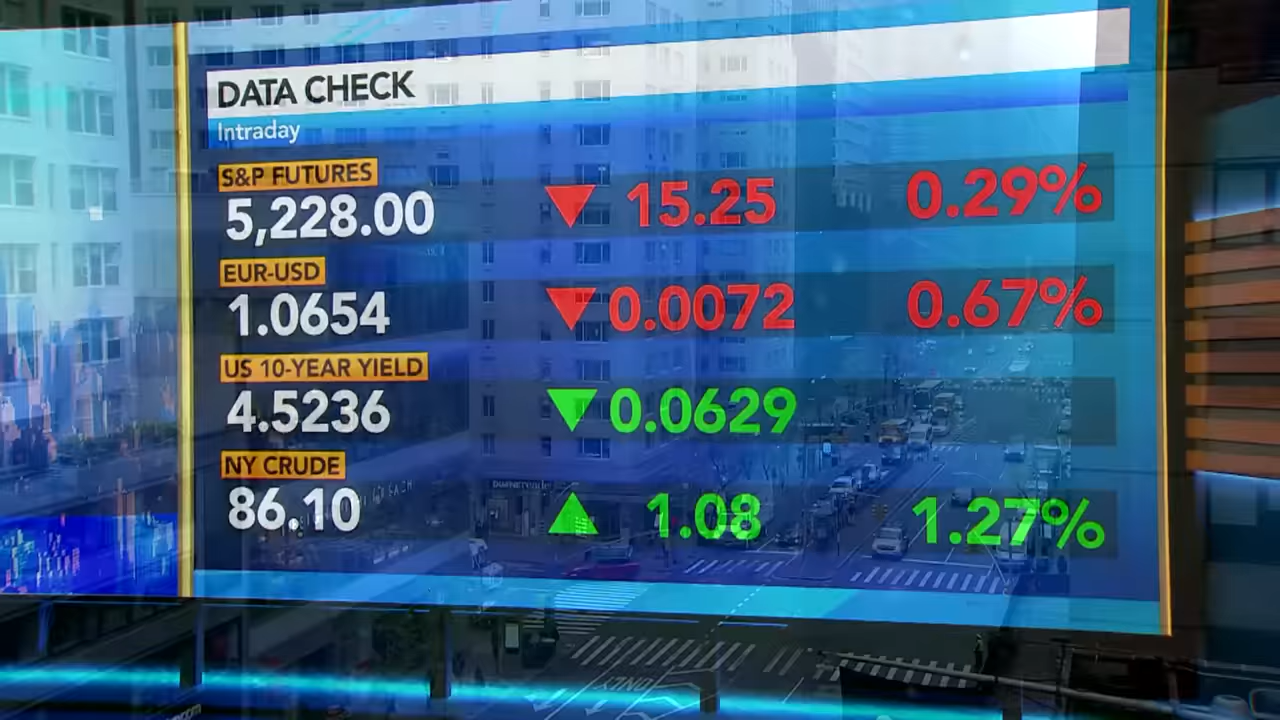 DATA CHECK
Intraday
S&P FUTURES
5,228.00 ▼ 15.25 0.29%
EUR-USD
1.0654 ▼ 0.0072 0.67%
US 10-YEAR YIELD
4.5236 ▼ 0.0629
NY CRUDE
86.10 ▲ 1.08 1.27%
ONLY